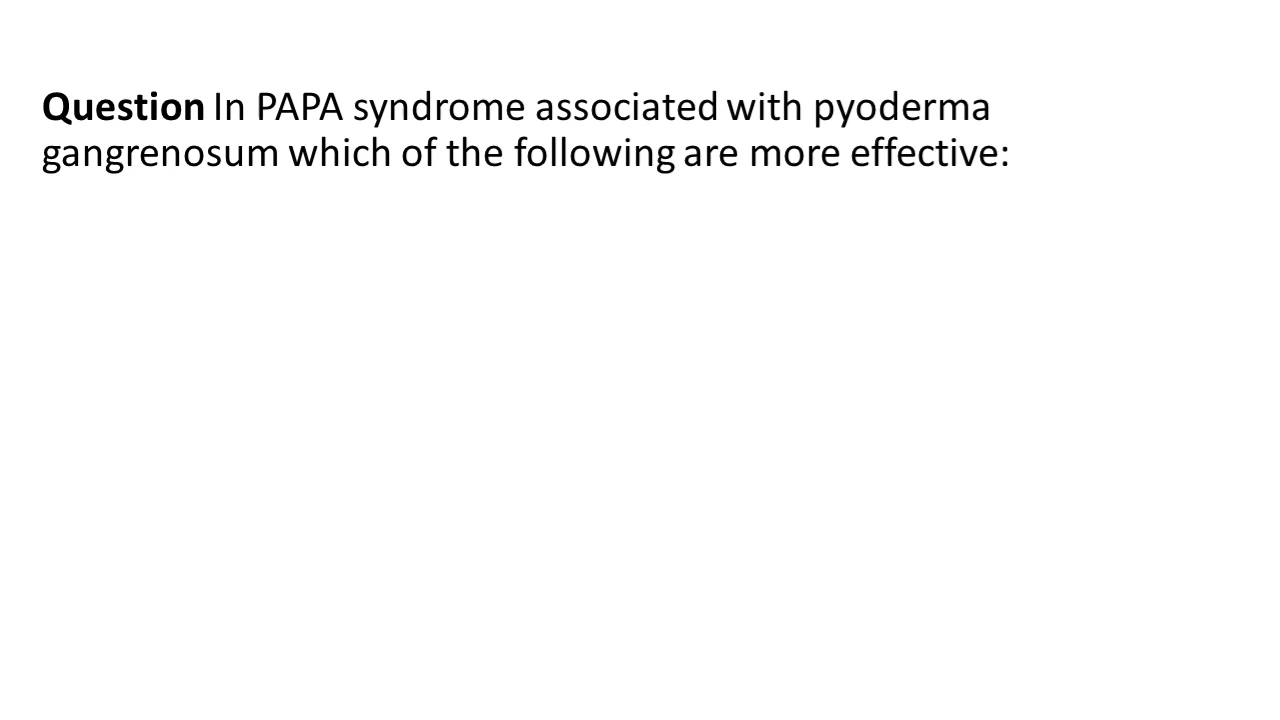 Question In PAPA syndrome associated with pyoderma
gangrenosum which of the following are more effective: